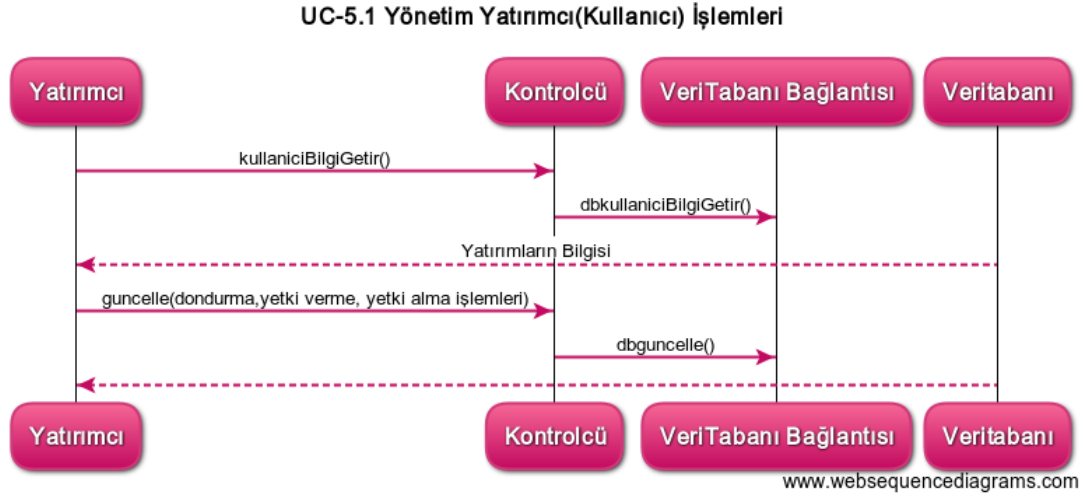 UC-5.1 Yönetim Yatırımcı(Kullanıcı) İşlemleri
Yatırımcı
Kontrolcü
VeriTabanı Bağlantısı
Veritabanı
kullaniciBilgiGetir()
dbkullaniciBilgiGetir()
Yatırımların Bilgisi
guncelle(dondurma,yetki verme, yetki alma işlemleri)
dbguncelle()
Yatırımcı
Kontrolcü
VeriTabanı Bağlantısı
Veritabanı
www.websequencediagrams.com